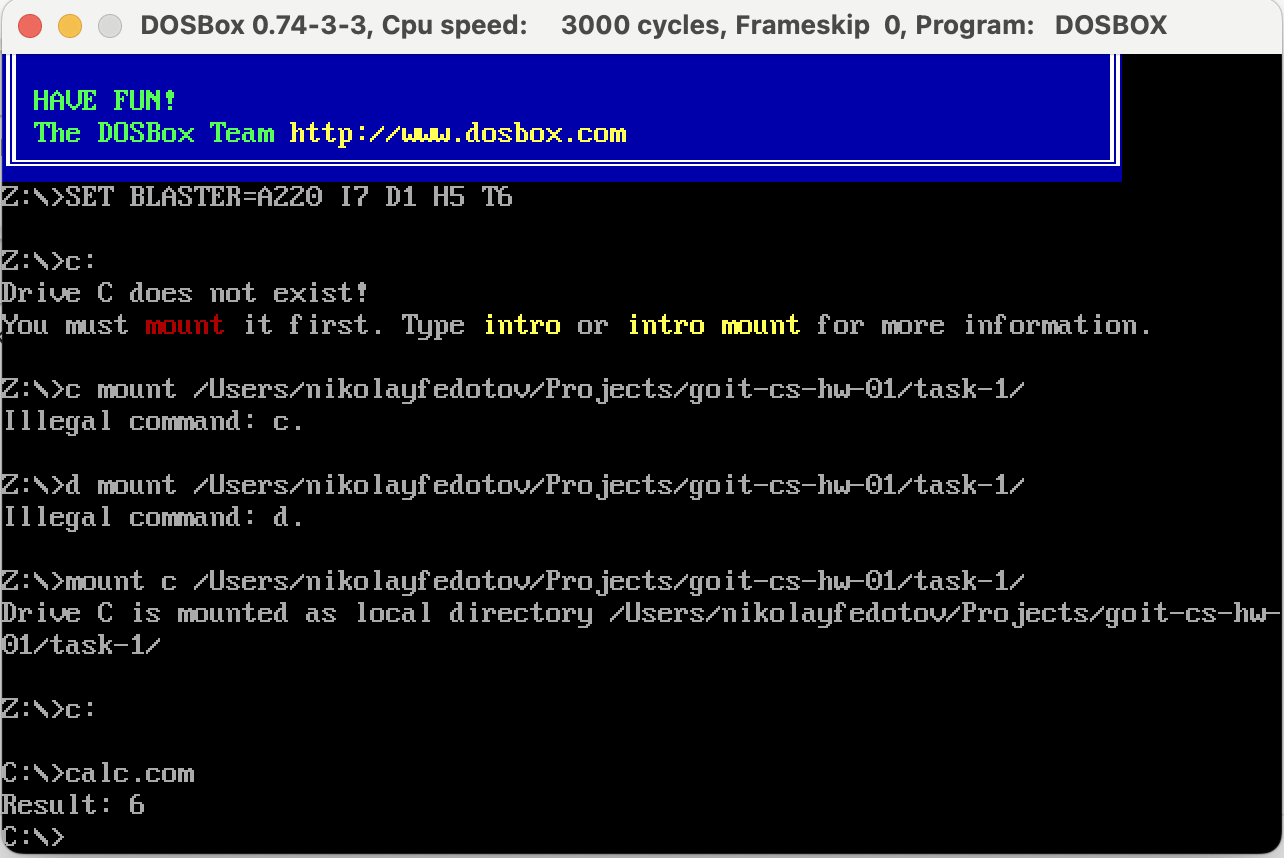 DOSBox 0.74-3-3, Cpu speed:    3000 cycles, Frameskip  0, Program:   DOSBOX
HAVE FUN!
The DOSBox Team http://www.dosbox.com
Z:\>SET BLASTER=A220 I7 D1 H5 T6
Z:\>c:
Drive C does not exist!
You must mount it first. Type intro or intro mount for more information.
Z:\>c mount /Users/nikolayfedotov/Projects/goit-cs-hw-01/task-1/
Illegal command: c.
Z:\>d mount /Users/nikolayfedotov/Projects/goit-cs-hw-01/task-1/
Illegal command: d.
Z:\>mount c /Users/nikolayfedotov/Projects/goit-cs-hw-01/task-1/
Drive C is mounted as local directory /Users/nikolayfedotov/Projects/goit-cs-hw-
01/task-1/
Z:\>c:
C:\>calc.com
Result: 6
C:\>